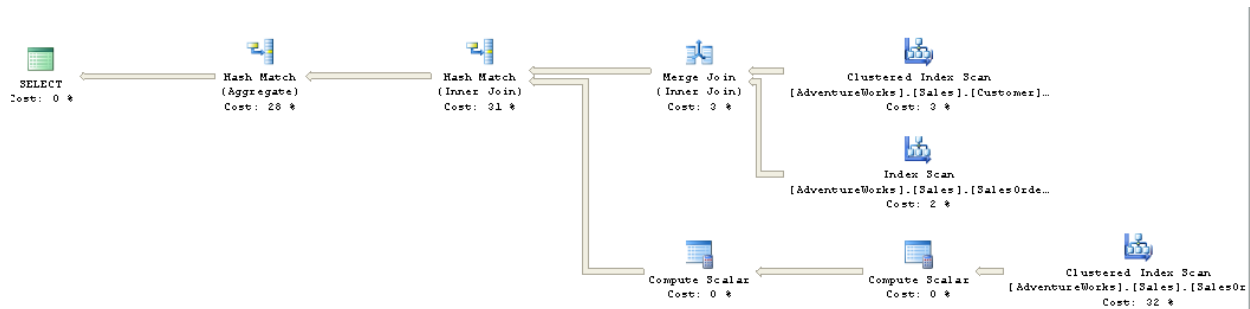 SELECT
Cost: 0 %
Hash Match
(Aggregate)
Cost: 28 %
Hash Match
(Inner Join)
Cost: 31 %
Merge Join
(Inner Join)
Cost: 3 %
Clustered Index Scan
[AdventureWorks].[Sales].[Customer]…
Cost: 3 %
Index Scan
[AdventureWorks].[Sales].[SalesOrde…
Cost: 2 %
Compute Scalar
Cost: 0 %
Compute Scalar
Cost: 0 %
Clustered Index Scan
[AdventureWorks].[Sales].[SalesOr
Cost: 32 %